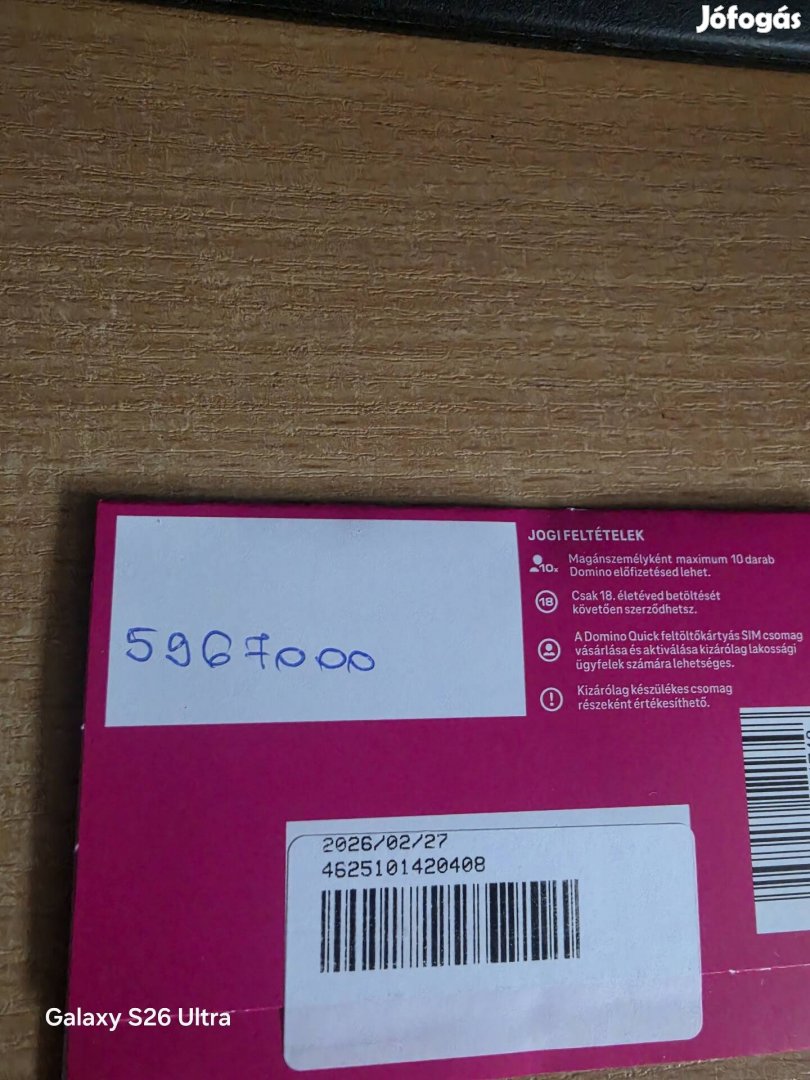 Jófogás
JOGI FELTÉTELEK
10x
Magánszemélyként maximum 10 darab
Domino előfizetésed lehet.
18
Csak 18. életéved betöltését
követően szerződhetsz.
A Domino Quick feltöltőkártyás SIM csomag
vásárlása és aktiválása kizárólag lakossági
ügyfelek számára lehetséges.
Kizárólag készülékes csomag
részeként értékesíthető.
5967000
2026/02/27
4625101420408
Galaxy S26 Ultra